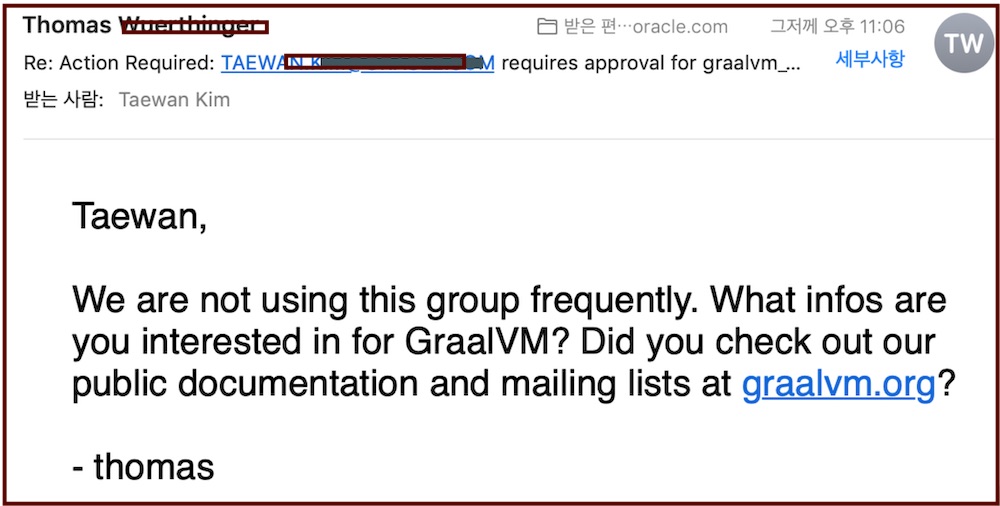 Thomas
받은 편…oracle.com
그저께 오후 11:06
TW
Re: Action Required: TAEWAN requires approval for graalvm_...
세부사항
받는 사람: Taewan Kim
Taewan,
We are not using this group frequently. What infos are
you interested in for GraalVM? Did you check out our
public documentation and mailing lists at graalvm.org?
- thomas